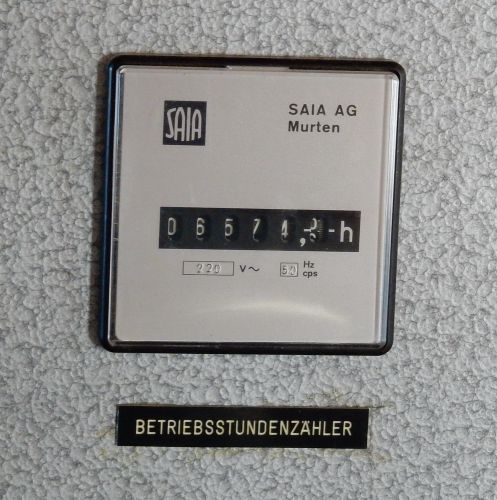 SAIA
SAIA AG
Murten
06574, -h
220 V~ 50 Hz
cps
BETRIEBSSTUNDENZÄHLER